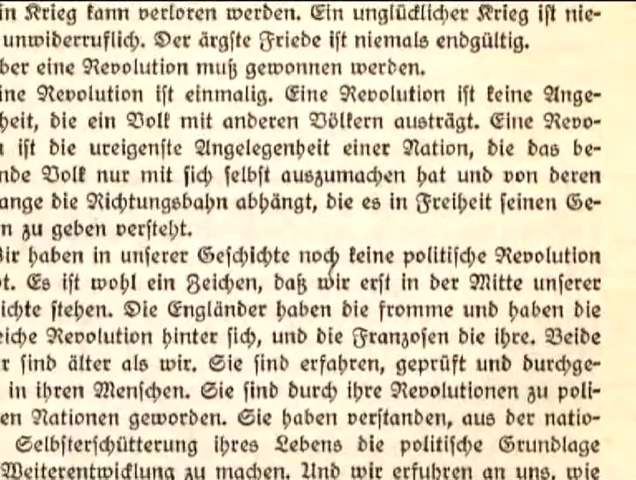 in Krieg kann verloren werden. Ein unglücklicher Krieg iſt nie-
unwiderruflich. Der ärgſte Friede iſt niemals endgültig.
ber eine Revolution muß gewonnen werden.
ine Revolution iſt einmalig. Eine Revolution iſt keine Ange-
heit, die ein Volk mit anderen Völkern austrägt. Eine Revo-
n iſt die ureigenſte Angelegenheit einer Nation, die das be-
nde Volk nur mit ſich ſelbſt auszumachen hat und von deren
ange die Richtungsbahn abhängt, die es in Freiheit ſeinen Ge-
n zu geben verſteht.
Wir haben in unſerer Geſchichte noch keine politiſche Revolution
bt. Es iſt wohl ein Zeichen, daß wir erſt in der Mitte unſerer
ichte ſtehen. Die Engländer haben die fromme und haben die
eiche Revolution hinter ſich, und die Franzoſen die ihre. Beide
r ſind älter als wir. Sie ſind erfahren, geprüft und durchge-
in ihren Menſchen. Sie ſind durch ihre Revolutionen zu poli-
en Nationen geworden. Sie haben verſtanden, aus der natio-
Selbſterſchütterung ihres Lebens die politiſche Grundlage
Weiterentwicklung zu machen. Und wir erfuhren an uns, wie